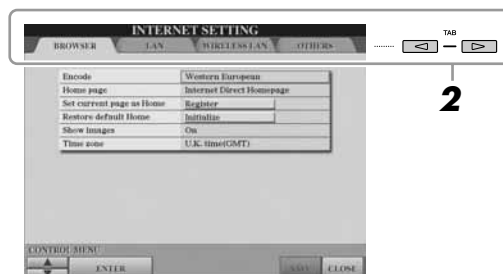 INTERNET SETTING
BROWSER LAN WIRELESS LAN OTHERS
TAB
2
Encode Western European
Home page Internet Direct Homepage
Set current page as Home Register
Restore default Home Initialize
Show images On
Time zone U.K. time(GMT)
CONTROL MENU
ENTER SAVE CLOSE